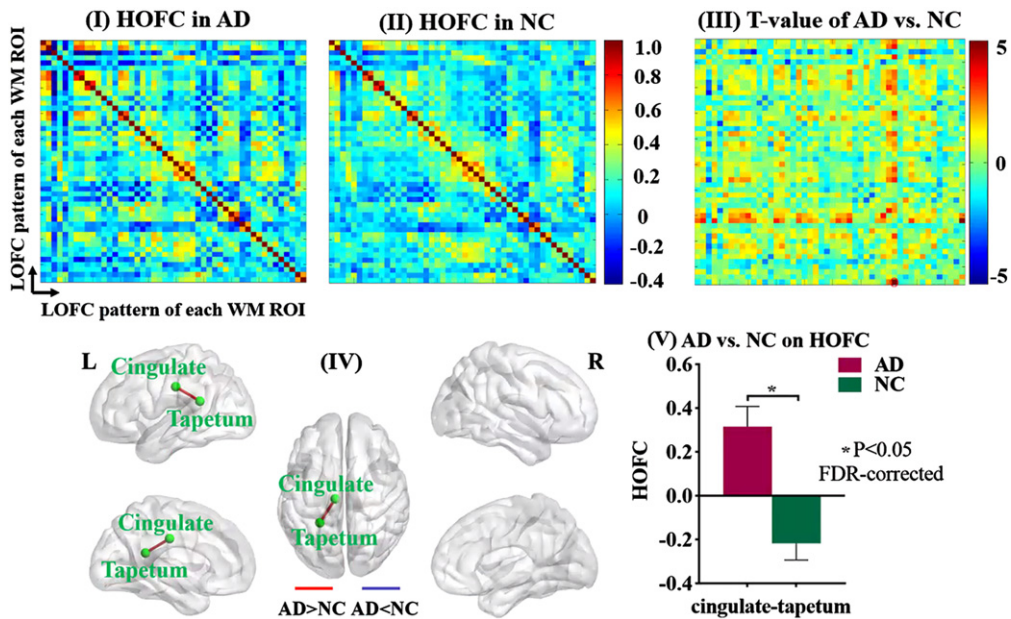 (I) HOFC in AD
(II) HOFC in NC
(III) T-value of AD vs. NC
LOFC pattern of each WM ROI
LOFC pattern of each WM ROI
1.0
0.8
0.6
0.4
0.2
0
-0.2
-0.4
5
0
-5
L
(IV)
R
Cingulate
Tapetum
Cingulate
Tapetum
Cingulate
Tapetum
AD>NC AD<NC
(V) AD vs. NC on HOFC
0.6
0.4
0.2
0.0
-0.2
-0.4
HOFC
AD
NC
*
*P<0.05
FDR-corrected
cingulate-tapetum